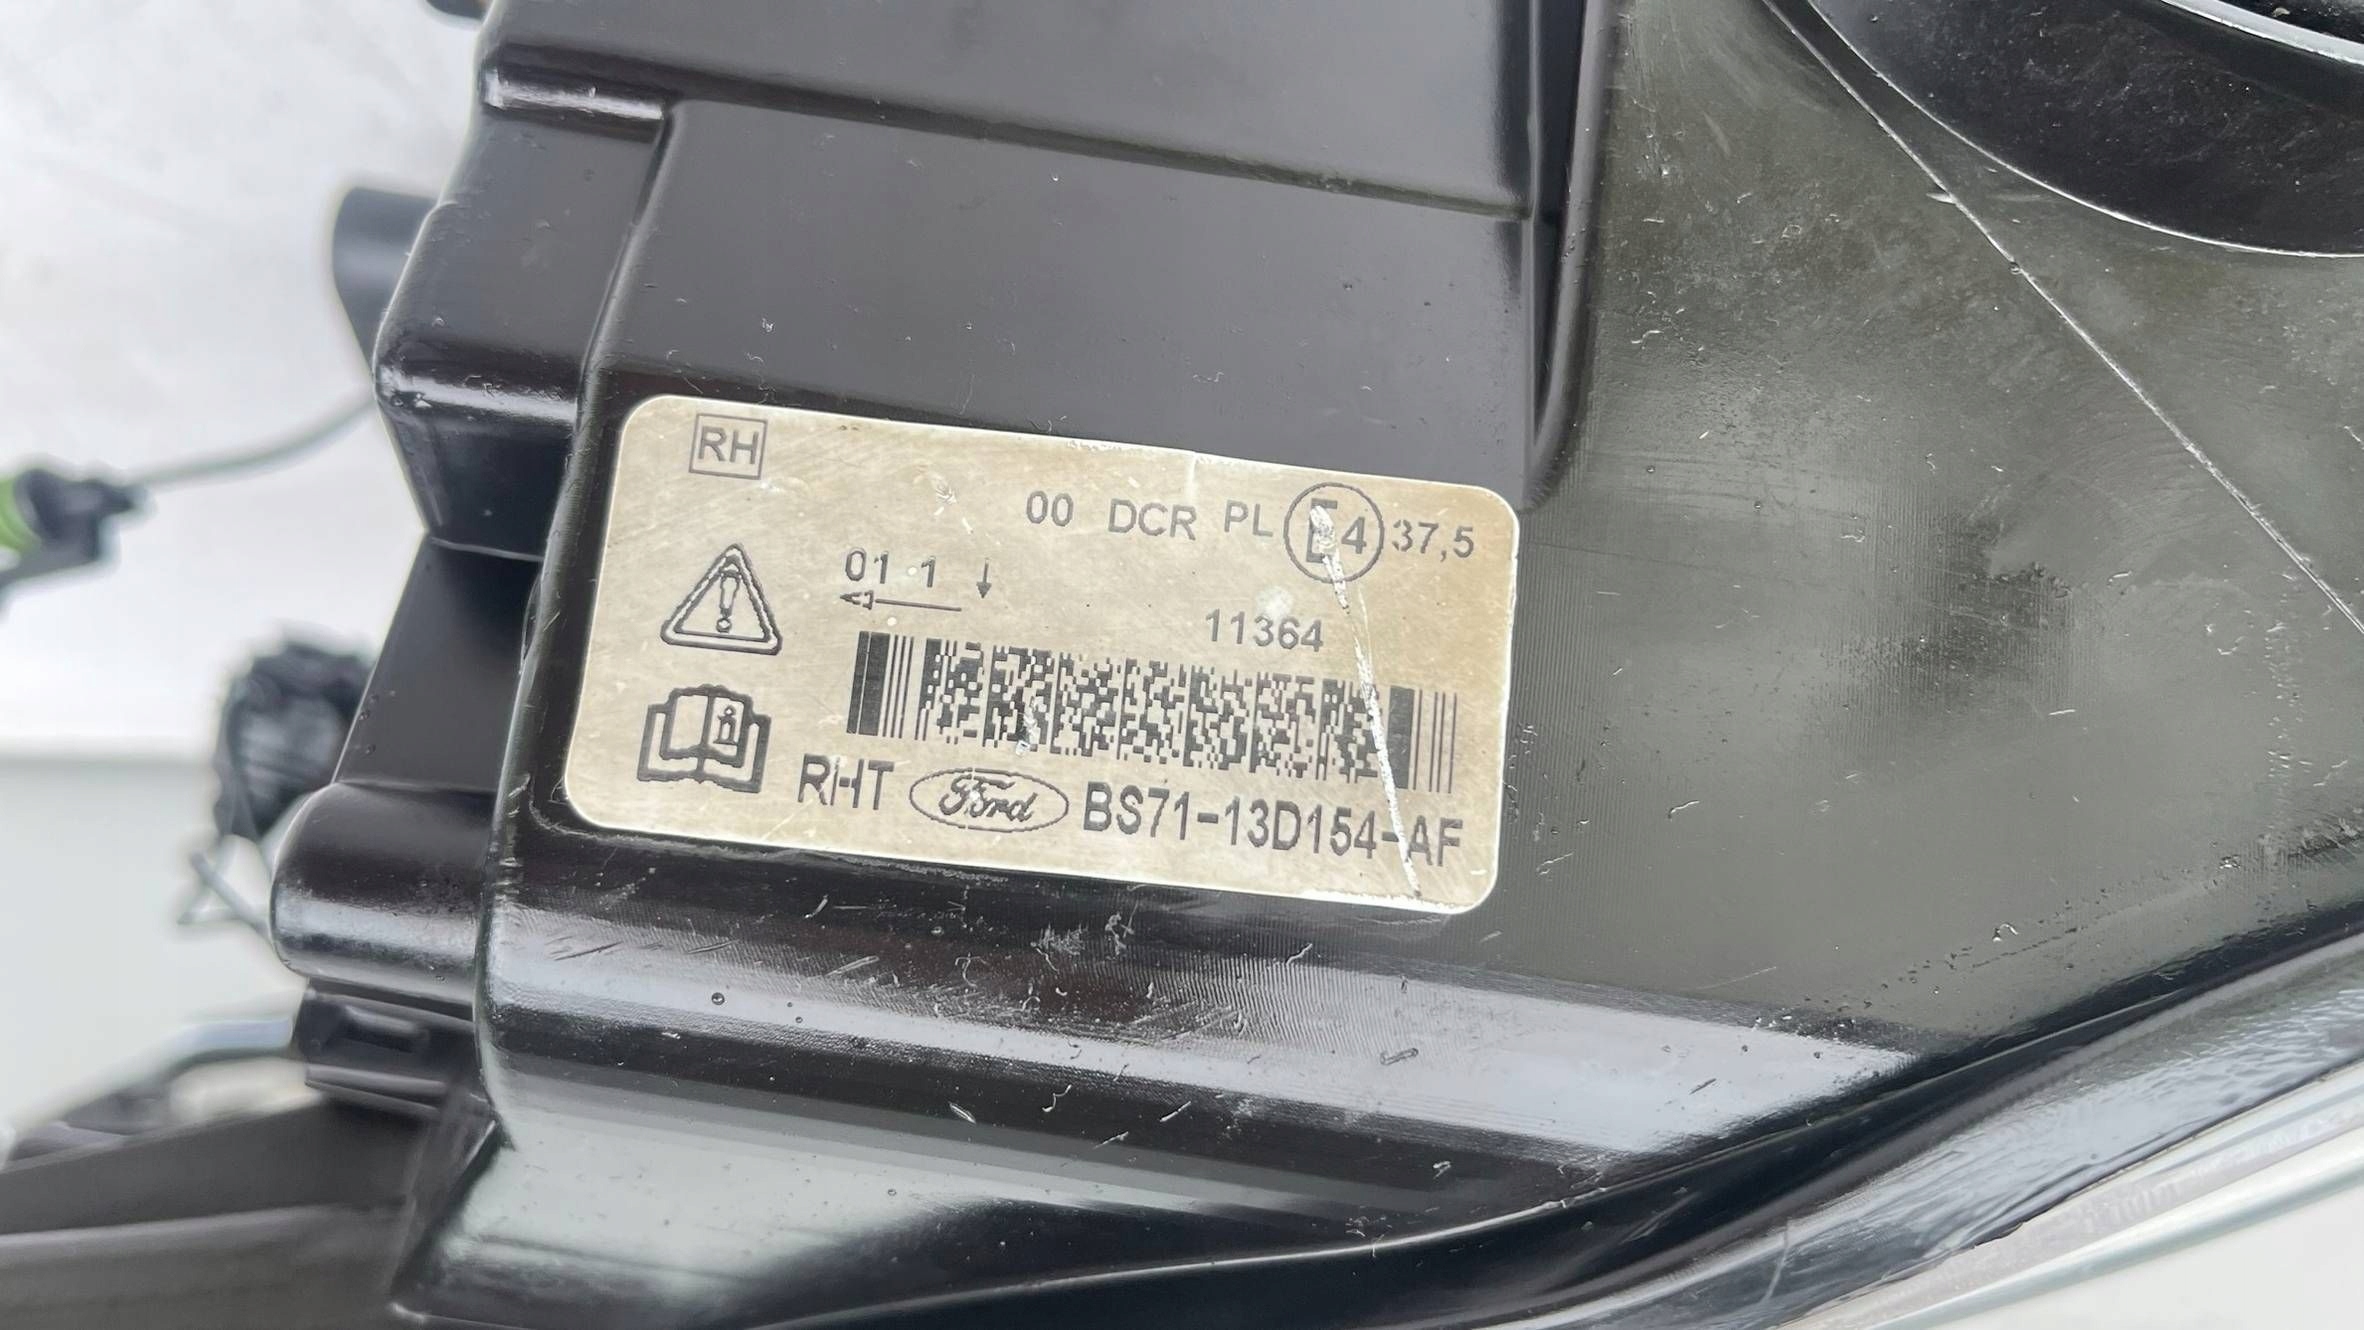 RH
00 DCR PL E4 37,5
01 1
11364
RHT Ford BS71-13D154-AF